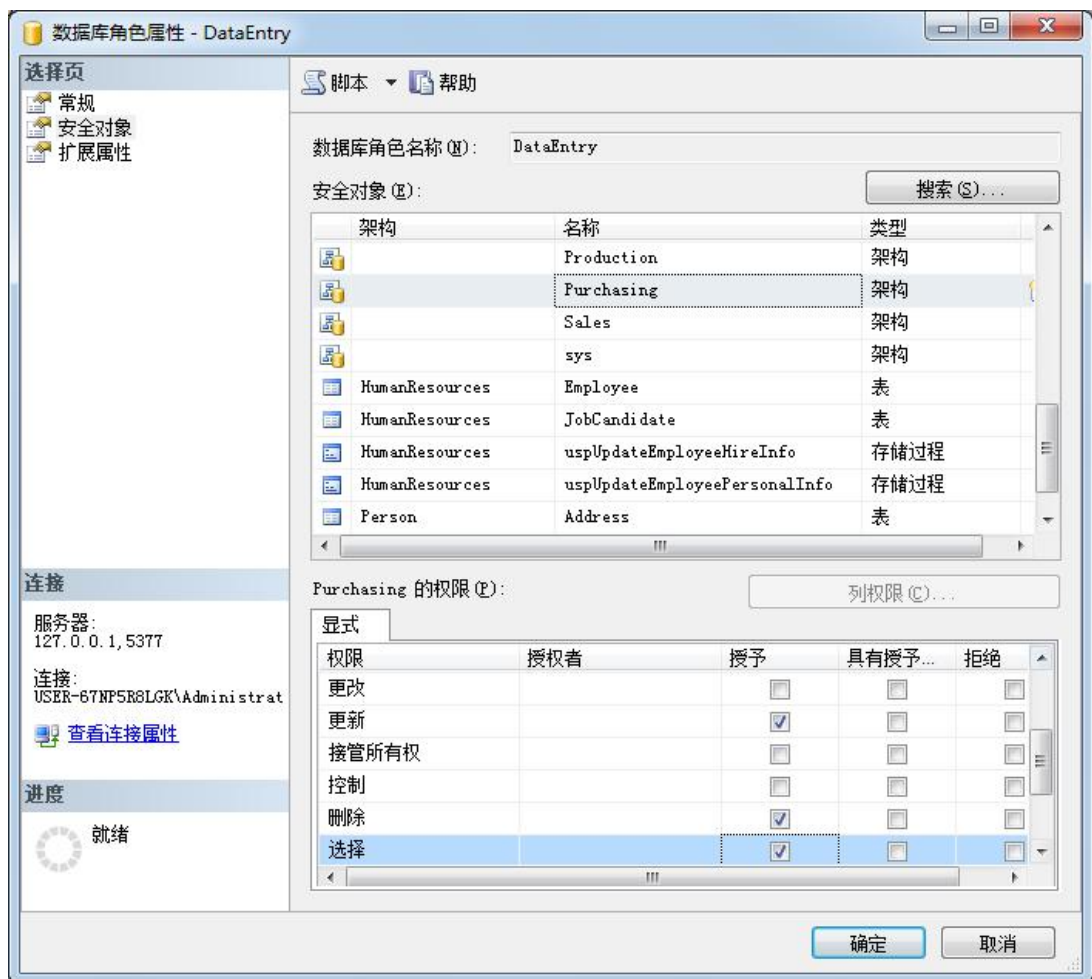 数据库角色属性 - DataEntry
选择页
常规
安全对象
扩展属性
脚本 帮助
数据库角色名称(N): DataEntry
安全对象(E): 搜索(S)...
架构 名称 类型
Production 架构
Purchasing 架构
Sales 架构
sys 架构
HumanResources Employee 表
HumanResources JobCandidate 表
HumanResources uspUpdateEmployeeHireInfo 存储过程
HumanResources uspUpdateEmployeePersonalInfo 存储过程
Person Address 表
连接
服务器:
127.0.0.1,5377
连接:
USER-67NP5R8LGK\Administrat
查看连接属性
进度
就绪
Purchasing 的权限(P): 列权限(C)...
显式
权限 授权者 授予 具有授予... 拒绝
更改
更新
接管所有权
控制
删除
选择
确定 取消